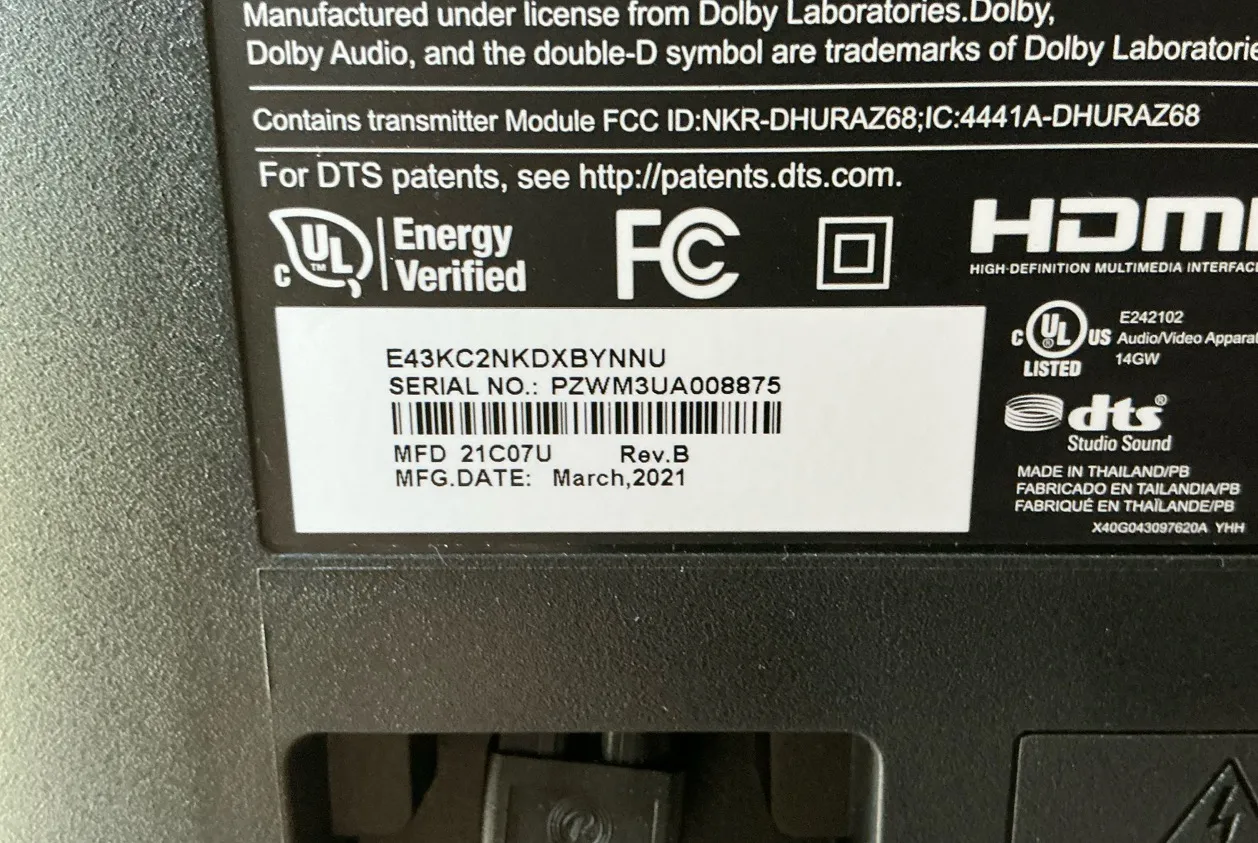 Manufactured under license from Dolby Laboratories.Dolby,
Dolby Audio, and the double-D symbol are trademarks of Dolby Laboratorie
Contains transmitter Module FCC ID:NKR-DHURAZ68;IC:4441A-DHURAZ68
For DTS patents, see http://patents.dts.com.
C UL TM Energy
Verified
FC
HDMI
HIGH-DEFINITION MULTIMEDIA INTERFAC
E43KC2NKDXBYNNU
SERIAL NO.: PZWM3UA008875
MFD 21C07U Rev.B
MFG.DATE: March,2021
C UL ® US
LISTED
E242102
Audio/Video Apparat
14GW
dts®
Studio Sound
MADE IN THAILAND/PB
FABRICADO EN TAILANDIA/PB
FABRIQUÉ EN THAÏLANDE/PB
X40G043097620A YHH